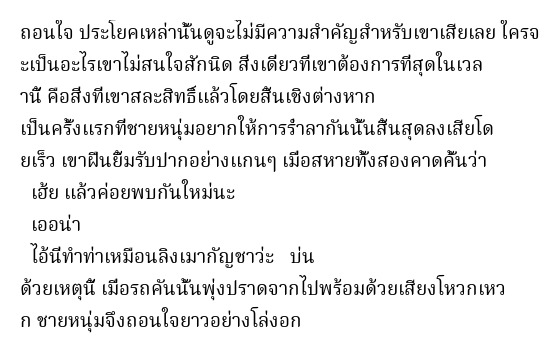 ถอนใจ ประโยคเหล่านั้นดูจะไม่มีความสำคัญสำหรับเขาเสียเลย ใครจ
ะเป็นอะไรเขาไม่สนใจสักนิด สิ่งเดียวที่เขาต้องการที่สุดในเวล
านี้ คือสิ่งที่เขาสละสิทธิ์แล้วโดยสิ้นเชิงต่างหาก
เป็นครั้งแรกที่ชายหนุ่มอยากให้การร่ำลากันนั้นสิ้นสุดลงเสียโด
ยเร็ว เขาฝืนยิ้มรับปากอย่างแกนๆ เมื่อสหายทั้งสองคาดคั้นว่า
เฮ้ย แล้วค่อยพบกันใหม่นะ
เออน่า
ไอ้นี่ทำท่าเหมือนลิงเมากัญชาว่ะ บ่น
ด้วยเหตุนี้ เมื่อรถคันนั้นพุ่งปราดจากไปพร้อมด้วยเสียงโหวกเหว
ก ชายหนุ่มจึงถอนใจยาวอย่างโล่งอก